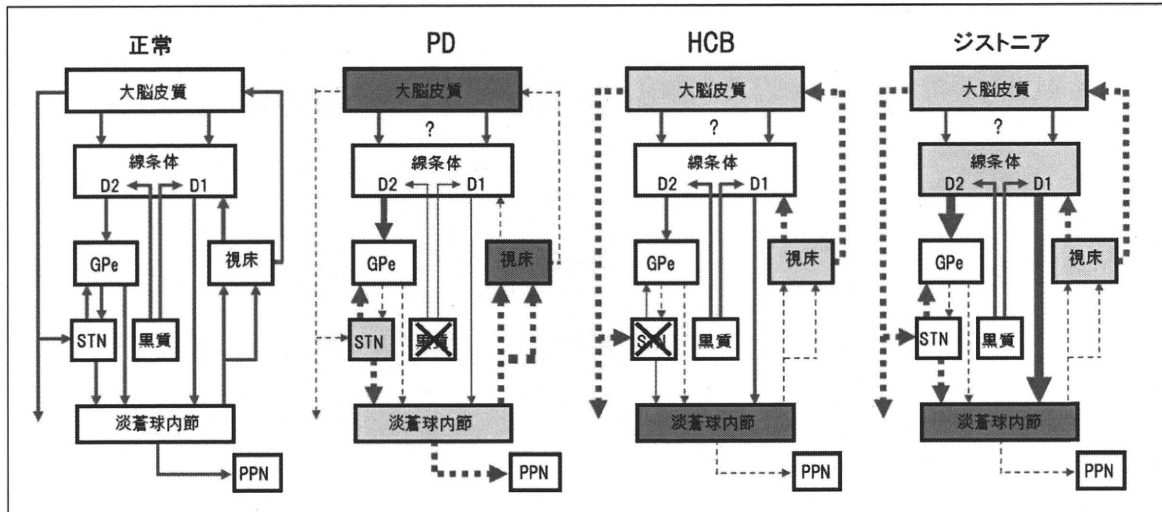 正常
大脳皮質
線条体
D2 D1
GPe
視床
STN
黒質
淡蒼球内節
PPN
PD
大脳皮質
?
線条体
D2 D1
GPe
視床
STN
黒質
淡蒼球内節
PPN
HCB
大脳皮質
?
線条体
D2 D1
GPe
視床
STN
黒質
淡蒼球内節
PPN
ジストニア
大脳皮質
?
線条体
D2 D1
GPe
視床
STN
黒質
淡蒼球内節
PPN